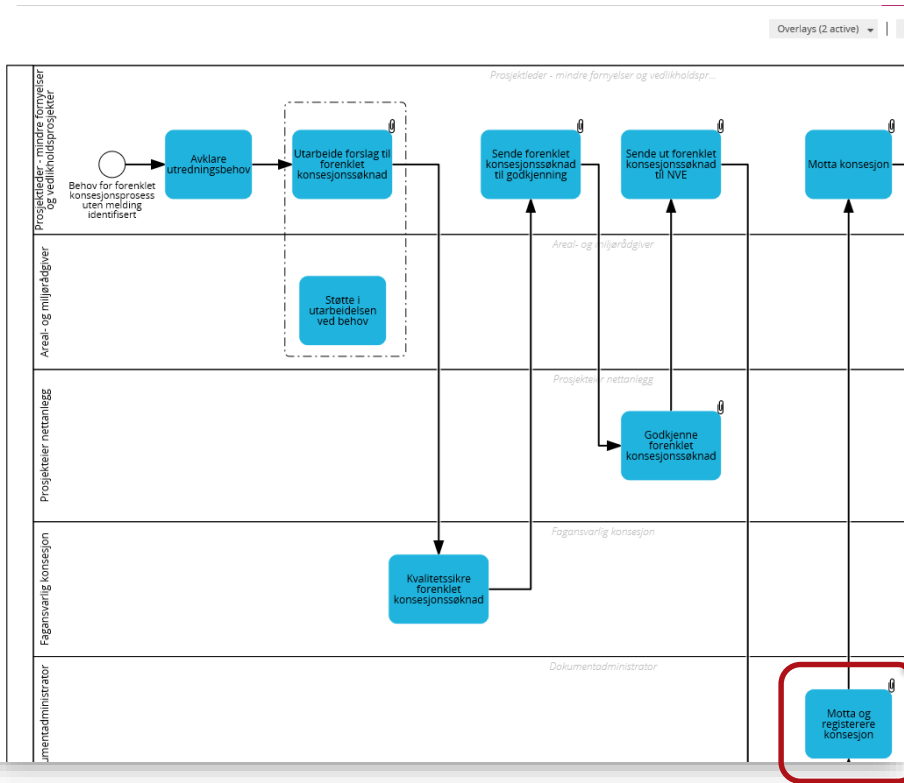 Overlays (2 active)
Prosjektleder - mindre fornyelser
og vedlikholdsprosjekter
Prosjektleder - mindre fornyelser og vedlikholdspr...
Behov for forenklet
konsesjonsprosess
uten melding
identifisert
Avklare
utredningsbehov
Utarbeide forslag til
forenklet
konsesjonssøknad
Sende forenklet
konsesjonssøknad
til godkjenning
Sende ut forenklet
konsesjonssøknad
til NVE
Motta konsesjon
Areal- og miljørådgiver
Areal- og miljørådgiver
Støtte i
utarbeidelsen
ved behov
Prosjekteier nettanlegg
Prosjekteier nettanlegg
Godkjenne
forenklet
konsesjonssøknad
Fagansvarlig konsesjon
Fagansvarlig konsesjon
Kvalitetssikre
forenklet
konsesjonssøknad
umentadministrator
Dokumentadministrator
Motta og
registrere
konsesjon